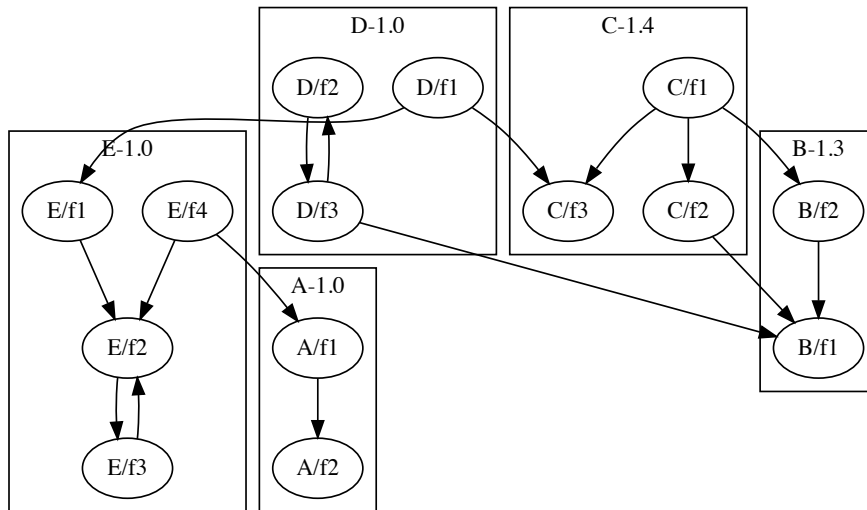 D-1.0
D/f2
D/f1
D/f3
C-1.4
C/f1
C/f3
C/f2
E-1.0
E/f1
E/f4
E/f2
E/f3
B-1.3
B/f2
B/f1
A-1.0
A/f1
A/f2